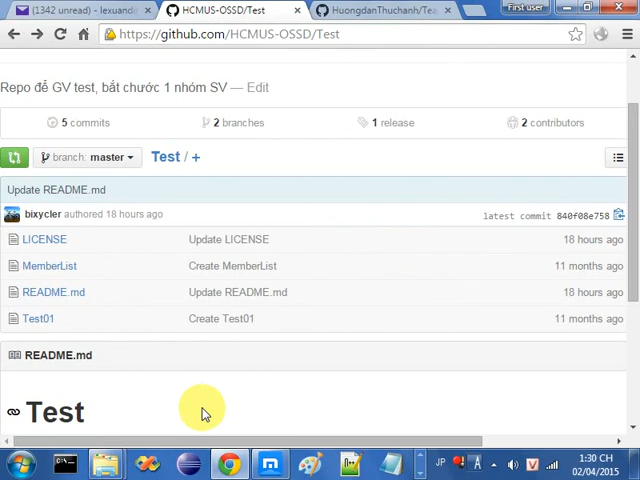 (1342 unread) - lexuande
HCMUS-OSSD/Test
HuongdanThuchanh/Tea
First user
https://github.com/HCMUS-OSSD/Test
Repo để GV test, bắt chước 1 nhóm SV — Edit
5 commits
2 branches
1 release
2 contributors
branch: master
Test / +
Update README.md
bixycler authored 18 hours ago
latest commit 840f08e758
LICENSE Update LICENSE 18 hours ago
MemberList Create MemberList 11 months ago
README.md Update README.md 18 hours ago
Test01 Create Test01 11 months ago
README.md
Test
JP A V 1:30 CH
02/04/2015